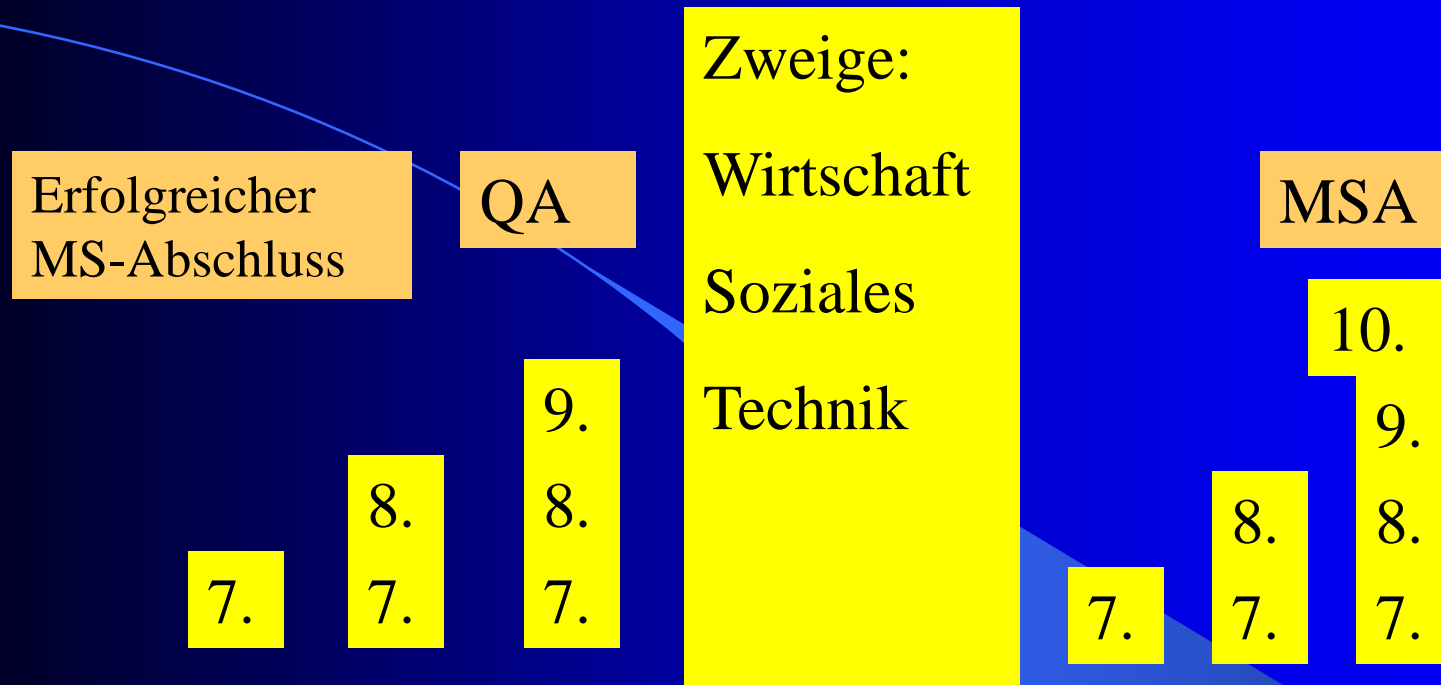 Erfolgreicher
MS-Abschluss
QA
Zweige:
Wirtschaft
Soziales
Technik
MSA
7.
8.
7.
9.
8.
7.
7.
8.
7.
10.
9.
8.
7.